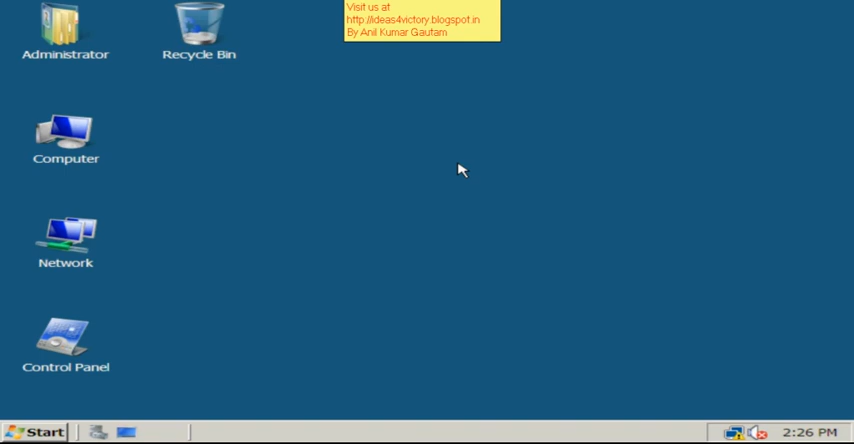 Visit us at
http://ideas4victory.blogspot.in
By Anil Kumar Gautam
Administrator
Recycle Bin
Computer
Network
Control Panel
Start
2:26 PM